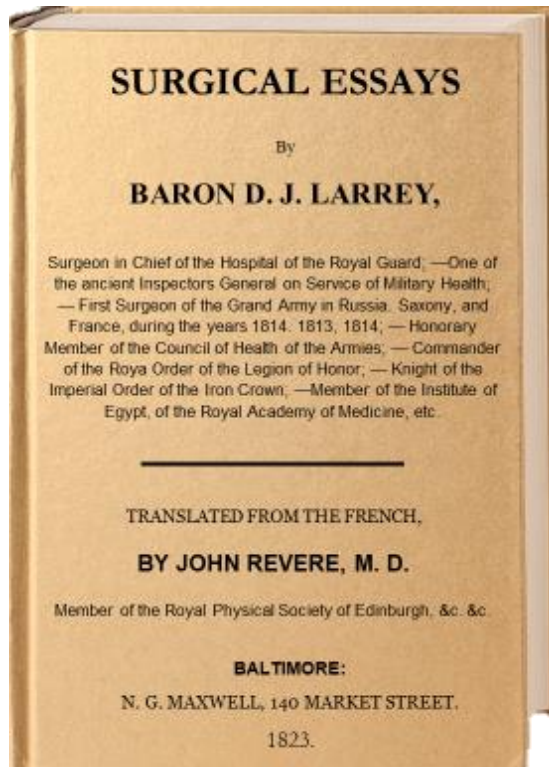 SURGICAL ESSAYS
By
BARON D. J. LARREY,
Surgeon in Chief of the Hospital of the Royal Guard; —One of
the ancient Inspectors General on Service of Military Health;
— First Surgeon of the Grand Army in Russia. Saxony, and
France, during the years 1814. 1813, 1814; — Honorary
Member of the Council of Health of the Armies; — Commander
of the Roya Order of the Legion of Honor; — Knight of the
Imperial Order of the Iron Crown; —Member of the Institute of
Egypt, of the Royal Academy of Medicine, etc.
TRANSLATED FROM THE FRENCH,
BY JOHN REVERE, M. D.
Member of the Royal Physical Society of Edinburgh, &c. &c.
BALTIMORE:
N. G. MAXWELL, 140 MARKET STREET.
1823.